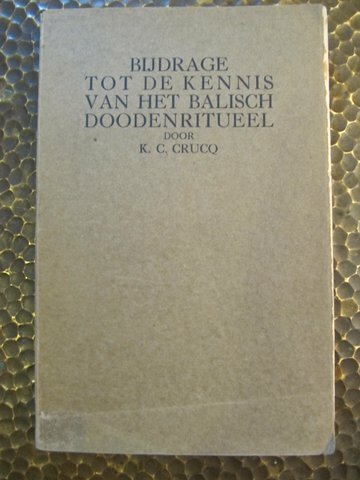 BIJDRAGE
TOT DE KENNIS
VAN HET BALISCH
DOODENRITUEEL
DOOR
K. C. CRUCQ